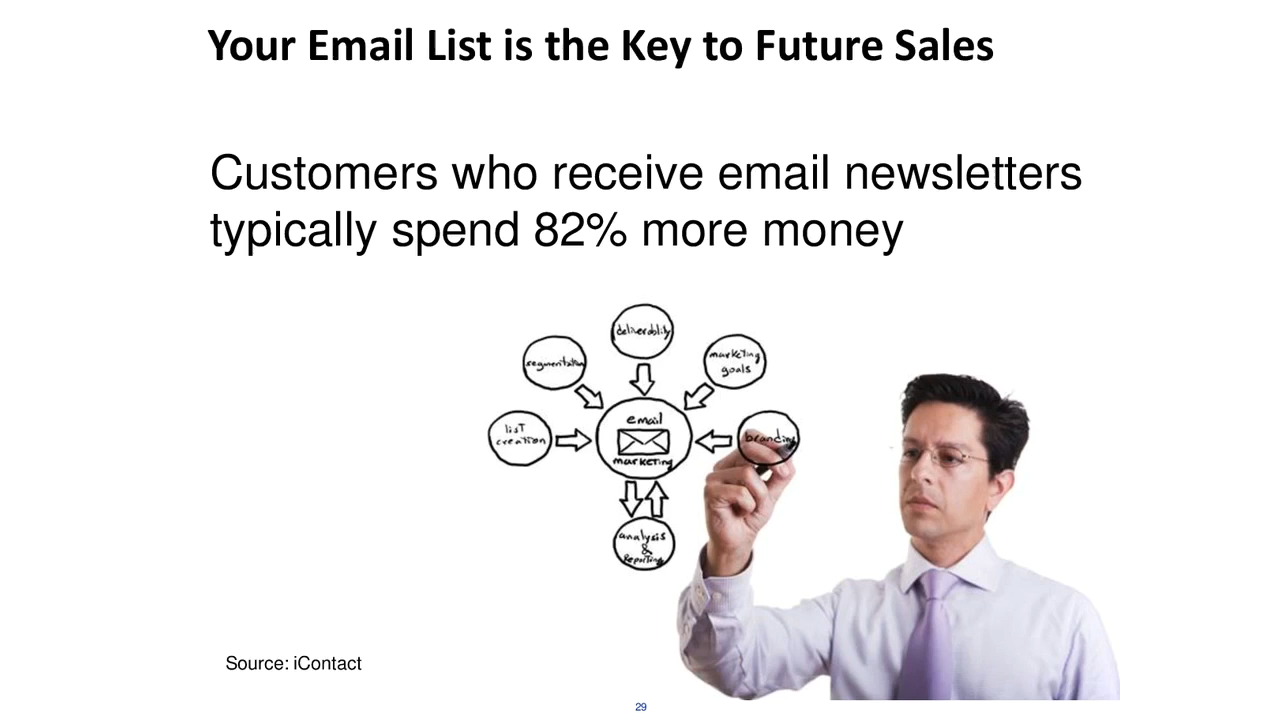 Your Email List is the Key to Future Sales
Customers who receive email newsletters
typically spend 82% more money
deliverability
segmentation
marketing
goals
list
creation
email
marketing
branding
analysis
&
Reporting
Source: iContact
29